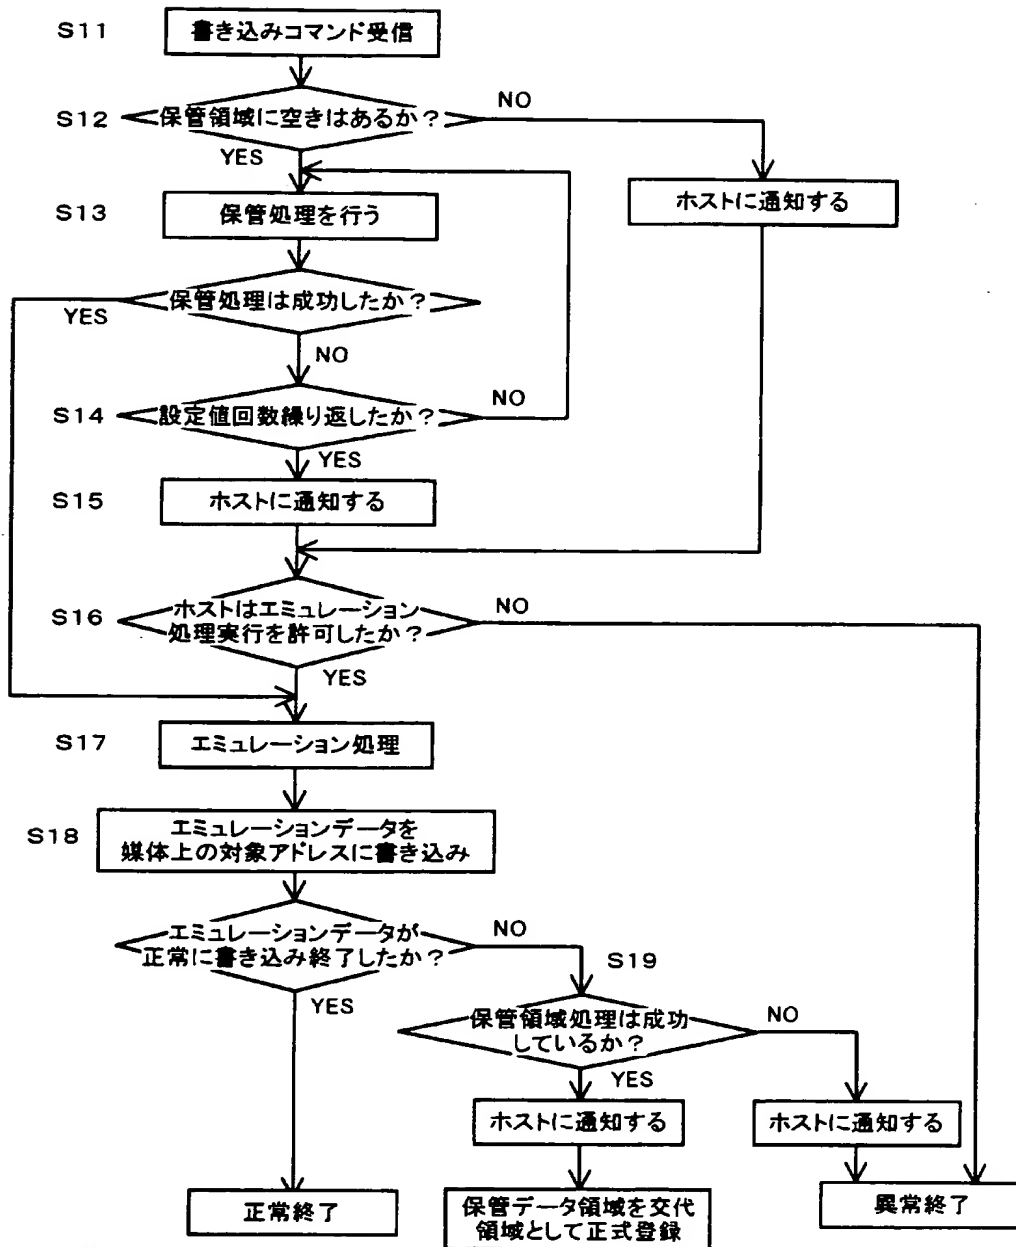 S11
書き込みコマンド受信
S12
保管領域に空きはあるか？
NO
YES
S13
保管処理を行う
ホストに通知する
保管処理は成功したか？
YES
NO
S14
設定値回数繰り返したか？
NO
YES
S15
ホストに通知する
S16
ホストはエミュレーション
処理実行を許可したか？
NO
YES
S17
エミュレーション処理
S18
エミュレーションデータを
媒体上の対象アドレスに書き込み
エミュレーションデータが
正常に書き込み終了したか？
NO
YES
S19
保管領域処理は成功
しているか？
NO
YES
ホストに通知する
ホストに通知する
正常終了
保管データ領域を交代
領域として正式登録
異常終了